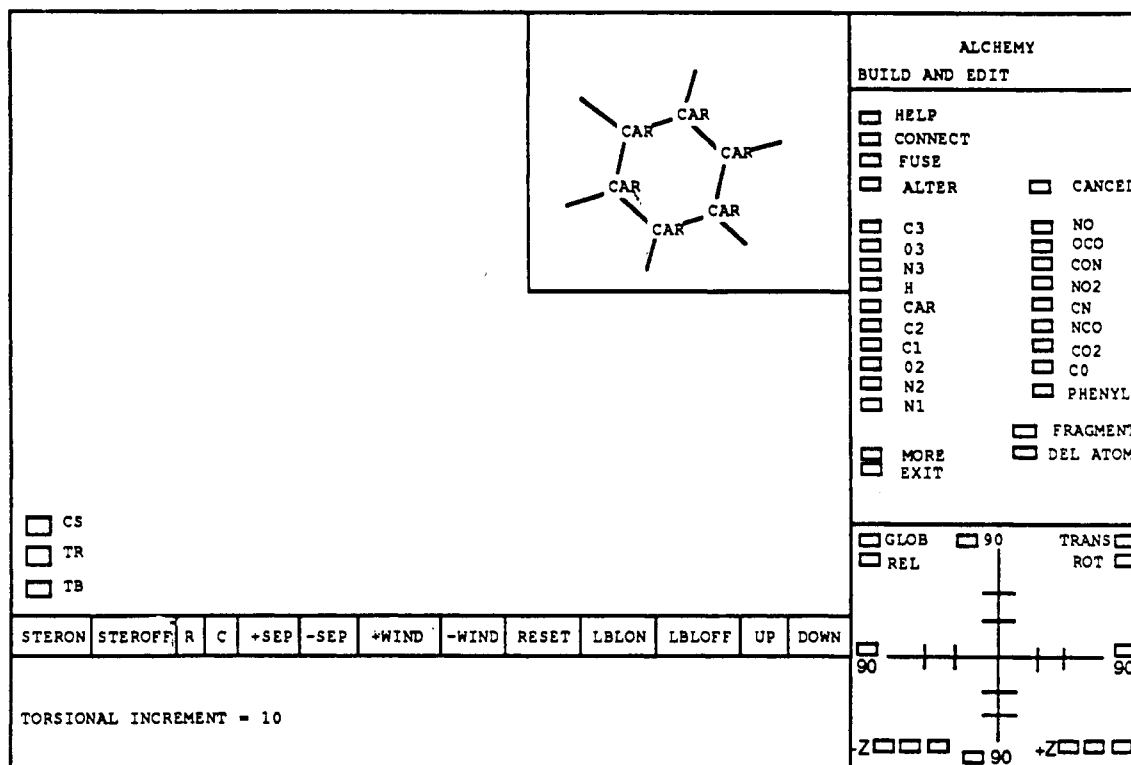 ALCHEMY
BUILD AND EDIT
CAR
CAR
CAR
CAR
CAR
CAR
HELP
CONNECT
FUSE
ALTER CANCEL
C3 NO
O3 OCO
N3 CON
H NO2
CAR CN
C2 NCO
C1 CO2
O2 CO
N2 PHENYL
N1
FRAGMENT
MORE DEL ATOM
EXIT
CS
TR
TB
GLOB 90 TRANS
REL ROT
90 90
-Z 90 +Z
STERON STEROFF R C +SEP -SEP +WIND -WIND RESET LBLON LBLOFF UP DOWN
TORSIONAL INCREMENT = 10